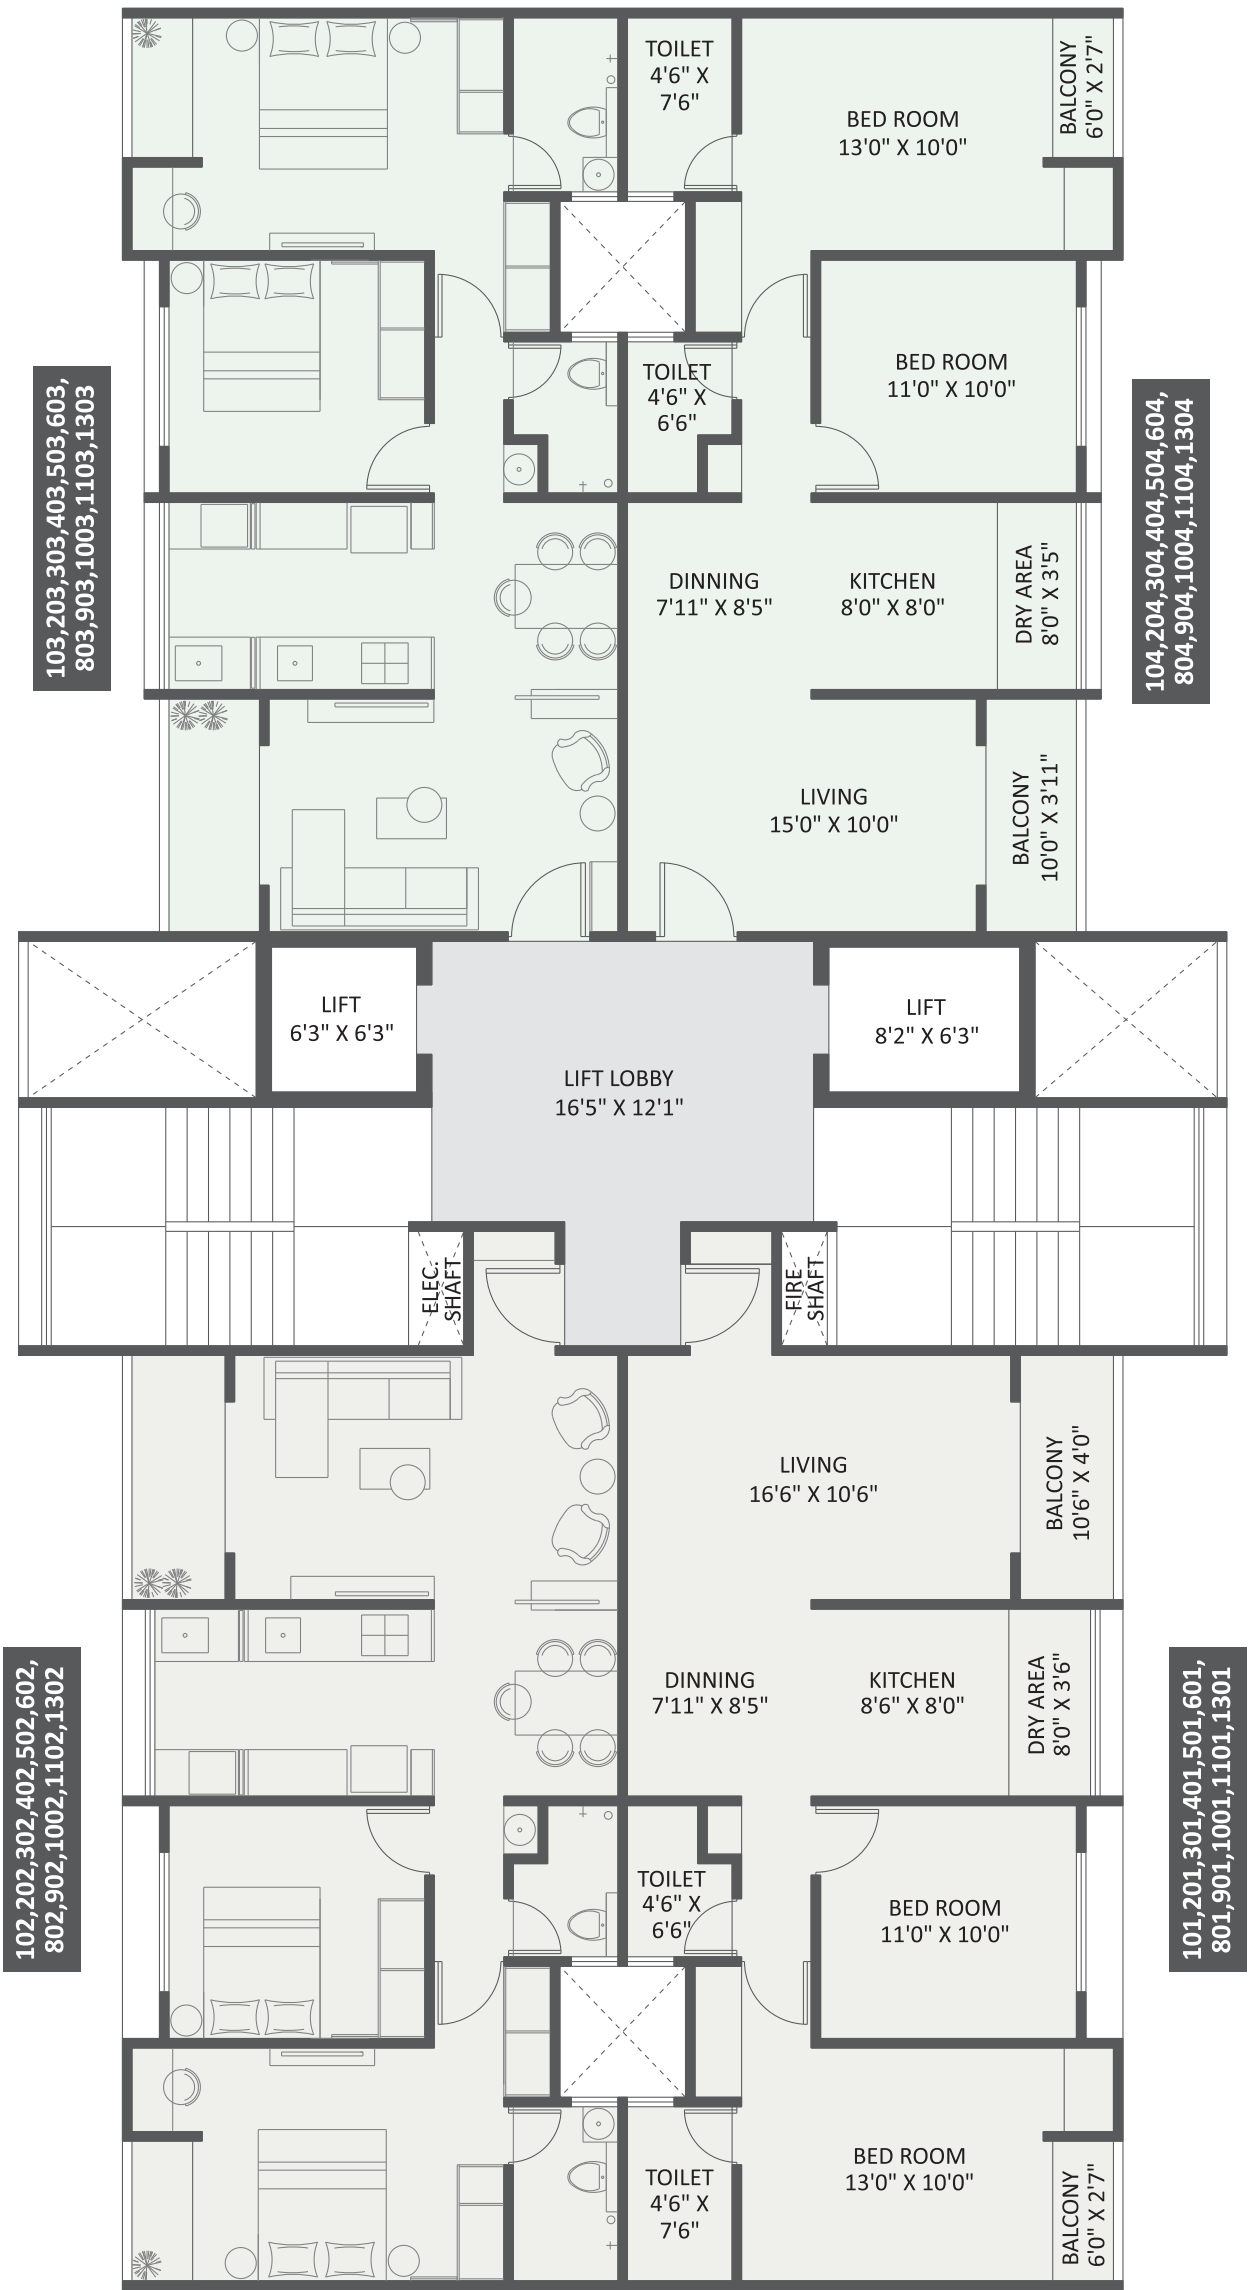 TOILET
4'6" X
7'6"
BED ROOM
13'0" X 10'0"
BALCONY
6'0" X 2'7"
BED ROOM
11'0" X 10'0"
TOILET
4'6" X
6'6"
103,203,303,403,503,603,
803,903,1003,1103,1303
104,204,304,404,504,604,
804,904,1004,1104,1304
DINNING
7'11" X 8'5"
KITCHEN
8'0" X 8'0"
DRY AREA
8'0" X 3'5"
LIVING
15'0" X 10'0"
BALCONY
10'0" X 3'11"
LIFT
6'3" X 6'3"
LIFT
8'2" X 6'3"
LIFT LOBBY
16'5" X 12'1"
ELEC.
SHAFT
FIRE
SHAFT
LIVING
16'6" X 10'6"
BALCONY
10'6" X 4'0"
DINNING
7'11" X 8'5"
KITCHEN
8'6" X 8'0"
DRY AREA
8'0" X 3'6"
102,202,302,402,502,602,
802,902,1002,1102,1302
101,201,301,401,501,601,
801,901,1001,1101,1301
TOILET
4'6" X
6'6"
BED ROOM
11'0" X 10'0"
BED ROOM
13'0" X 10'0"
TOILET
4'6" X
7'6"
BALCONY
6'0" X 2'7"